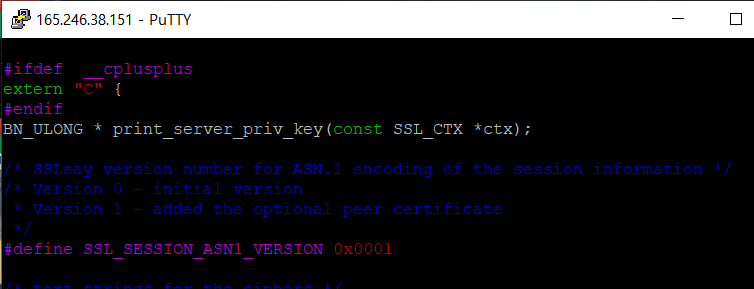 165.246.38.151 - PuTTY
#ifdef  __cplusplus
extern "C" {
#endif
BN_ULONG * print_server_priv_key(const SSL_CTX *ctx);
/* SSLeay version number for ASN.1 encoding of the session information */
/* Version 0 - initial version
 * Version 1 - added the optional peer certificate
 */
#define SSL_SESSION_ASN1_VERSION 0x0001
/* text strings for the ciphers */